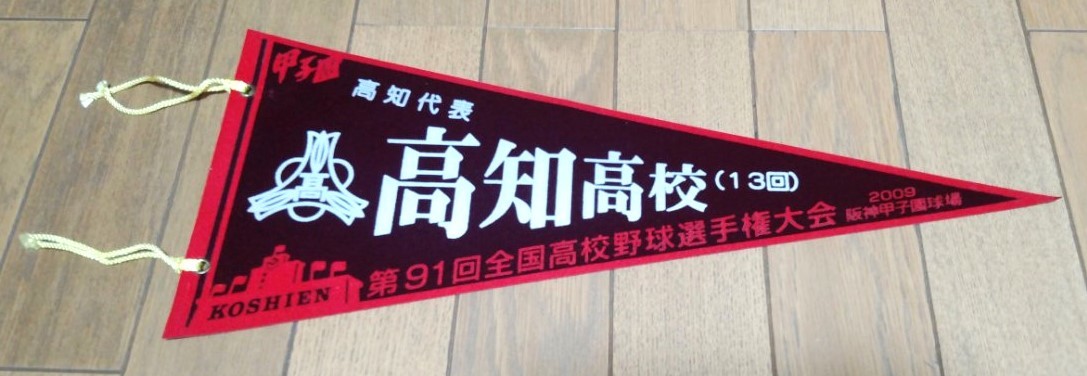 甲子園
高知代表
高
高知高校(13回)
2009
阪神甲子園球場
第91回全国高校野球選手権大会
KOSHIEN